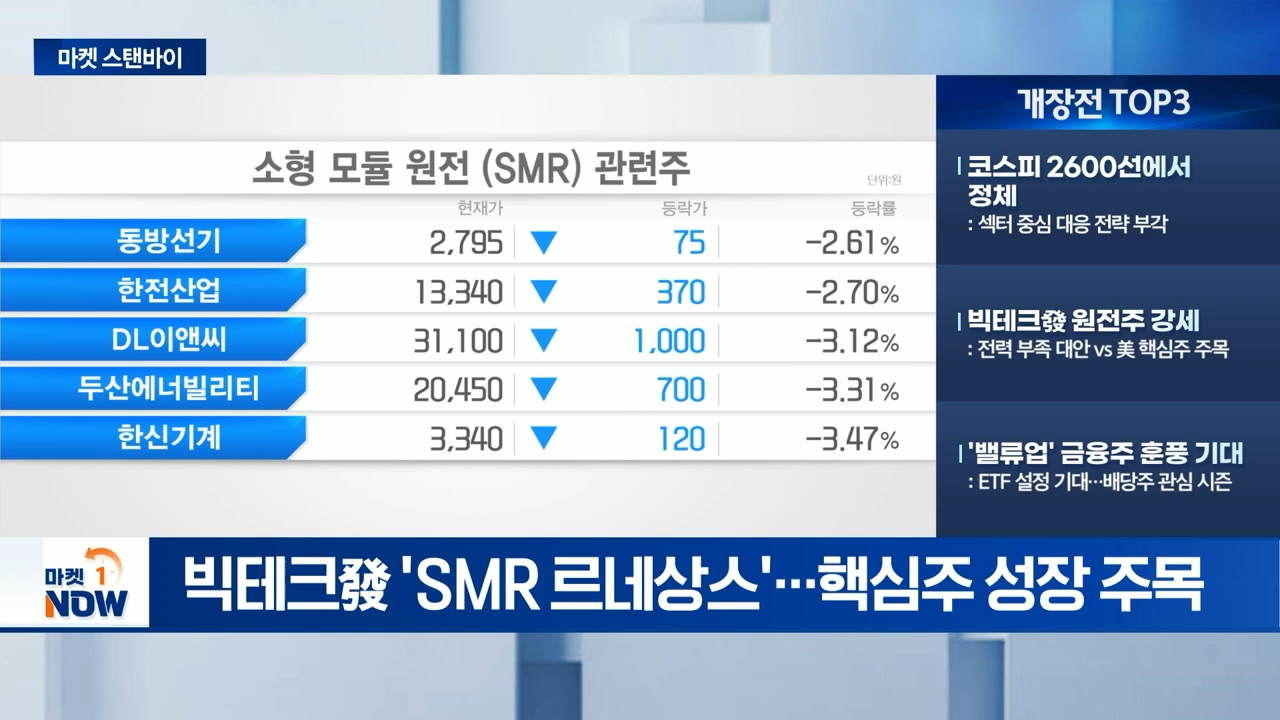 마켓 스탠바이
소형 모듈 원전 (SMR) 관련주
단위:원
현재가 등락가 등락률
동방선기 2,795 ▼ 75 -2.61%
한전산업 13,340 ▼ 370 -2.70%
DL이앤씨 31,100 ▼ 1,000 -3.12%
두산에너빌리티 20,450 ▼ 700 -3.31%
한신기계 3,340 ▼ 120 -3.47%
개장전 TOP3
코스피 2600선에서
정체
: 섹터 중심 대응 전략 부각
빅테크發 원전주 강세
: 전력 부족 대안 vs 美 핵심주 주목
'밸류업' 금융주 훈풍 기대
: ETF 설정 기대…배당주 관심 시즌
마켓 1
NOW
빅테크發 'SMR 르네상스'…핵심주 성장 주목